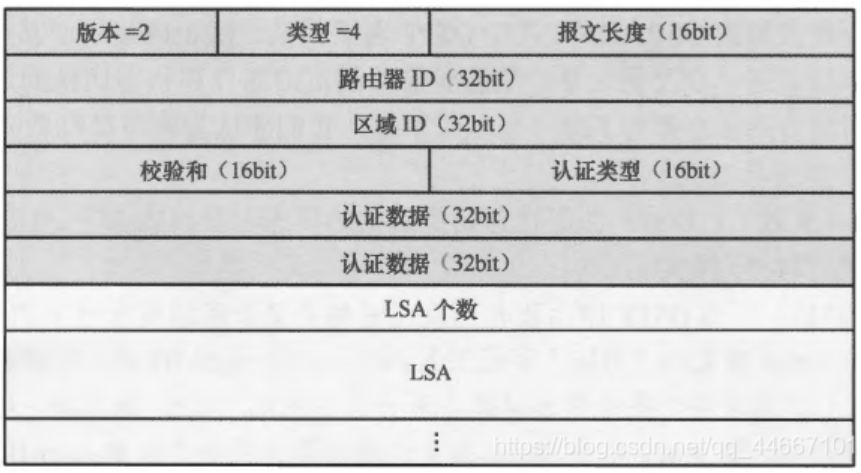 版本 =2 类型 =4 报文长度（16bit）
路由器 ID（32bit）
区域 ID（32bit）
校验和（16bit） 认证类型（16bit）
认证数据（32bit）
认证数据（32bit）
LSA 个数
LSA
⋮
https://blog.csdn.net/qq_44667101